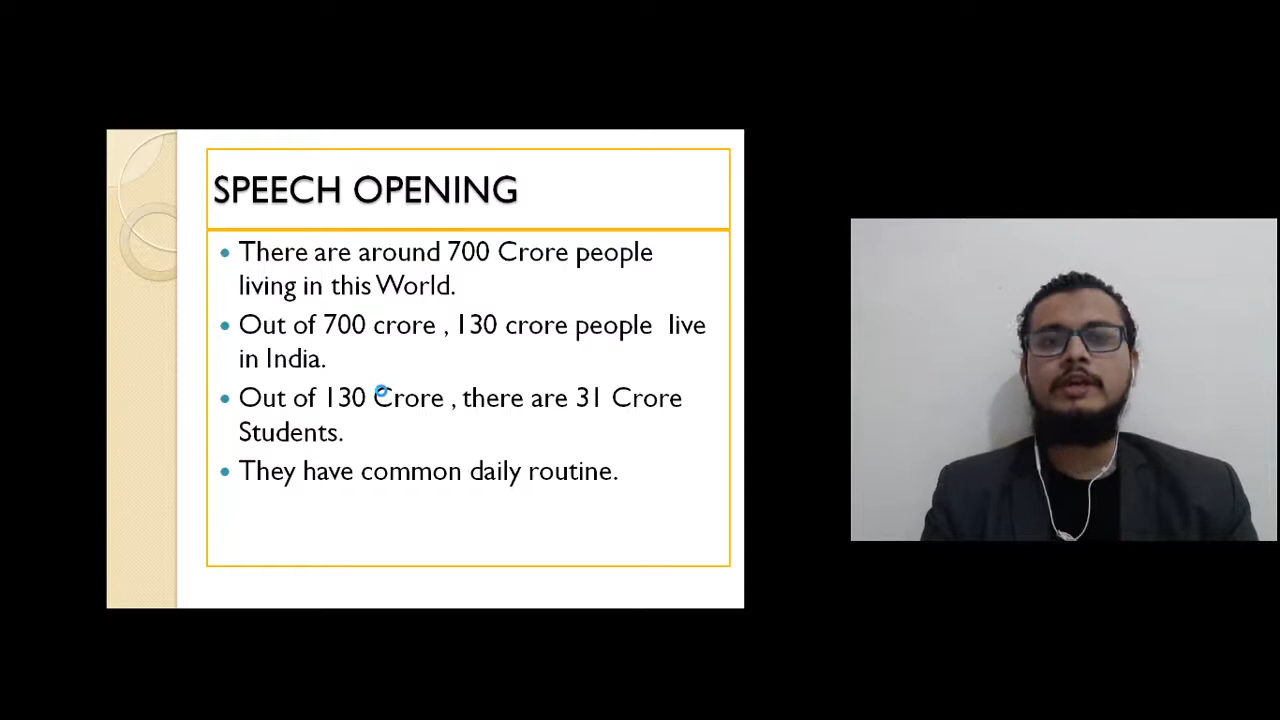 SPEECH OPENING
There are around 700 Crore people
living in this World.
Out of 700 crore , 130 crore people live
in India.
Out of 130 Crore , there are 31 Crore
Students.
They have common daily routine.